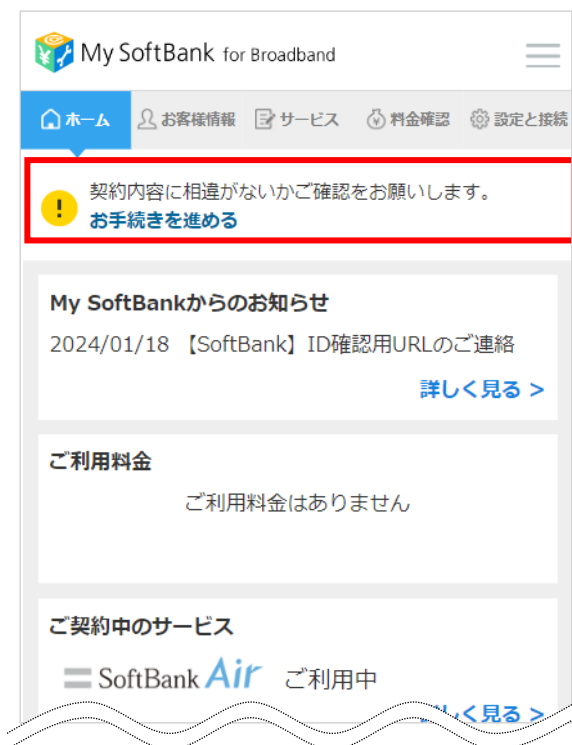 My SoftBank for Broadband
ホーム お客様情報 サービス 料金確認 設定と接続
契約内容に相違がないかご確認をお願いします。
お手続きを進める
My SoftBankからのお知らせ
2024/01/18 【SoftBank】ID確認用URLのご連絡
詳しく見る >
ご利用料金
ご利用料金はありません
ご契約中のサービス
SoftBank Air ご利用中
詳しく見る >